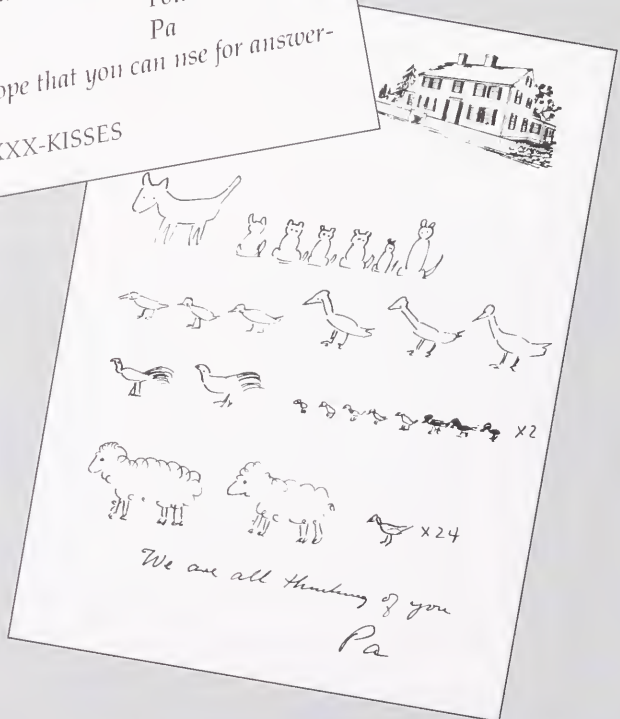 Pa
ope that you can use for answer-
XXX-KISSES
X2
X24
We are all thinking of you
Pa